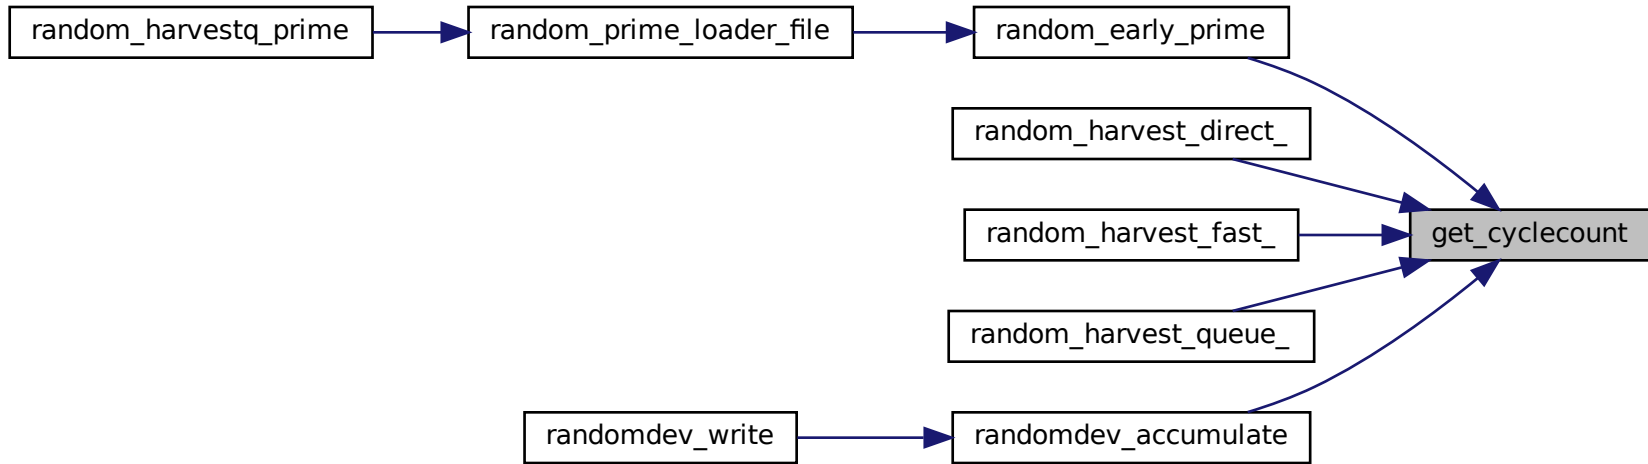 random_harvestq_prime
random_prime_loader_file
random_early_prime
random_harvest_direct_
random_harvest_fast_
get_cyclecount
random_harvest_queue_
randomdev_write
randomdev_accumulate